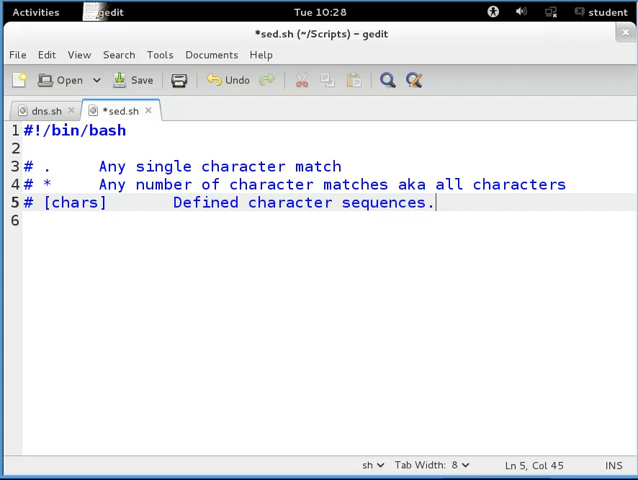 Activities gedit Tue 10:28 student
*sed.sh (~/Scripts) – gedit ×
File Edit View Search Tools Documents Help
Open Save Undo
dns.sh × *sed.sh ×
1 #!/bin/bash
2
3 # . Any single character match
4 # * Any number of character matches aka all characters
5 # [chars] Defined character sequences.
6
sh Tab Width: 8 Ln 5, Col 45 INS